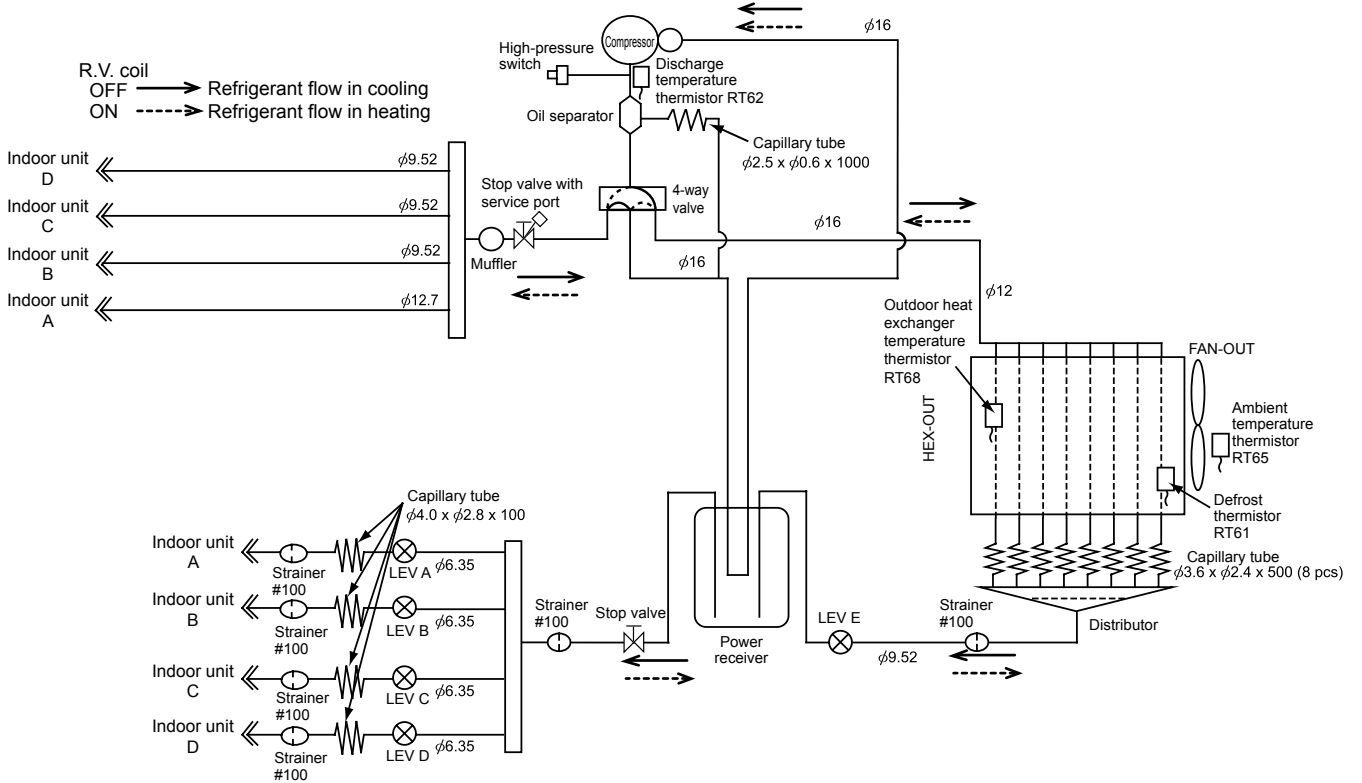 R.V. coil
OFF
Refrigerant flow in cooling
ON
Refrigerant flow in heating
Compressor
ϕ16
High-pressure
switch
Discharge
temperature
thermistor RT62
Oil separator
Capillary tube
ϕ2.5 x ϕ0.6 x 1000
Indoor unit
D
ϕ9.52
Indoor unit
C
ϕ9.52
Indoor unit
B
ϕ9.52
Indoor unit
A
ϕ12.7
Stop valve with
service port
Muffler
4-way
valve
ϕ16
ϕ16
ϕ12
Outdoor heat
exchanger
temperature
thermistor
RT68
HEX-OUT
FAN-OUT
Ambient
temperature
thermistor
RT65
Defrost
thermistor
RT61
Capillary tube
ϕ3.6 x ϕ2.4 x 500 (8 pcs)
Distributor
Capillary tube
ϕ4.0 x ϕ2.8 x 100
Indoor unit
A
Strainer
#100
LEV A
ϕ6.35
Indoor unit
B
Strainer
#100
LEV B
ϕ6.35
Indoor unit
C
Strainer
#100
LEV C
ϕ6.35
Indoor unit
D
Strainer
#100
LEV D
ϕ6.35
Strainer
#100
Stop valve
Power
receiver
LEV E
ϕ9.52
Strainer
#100